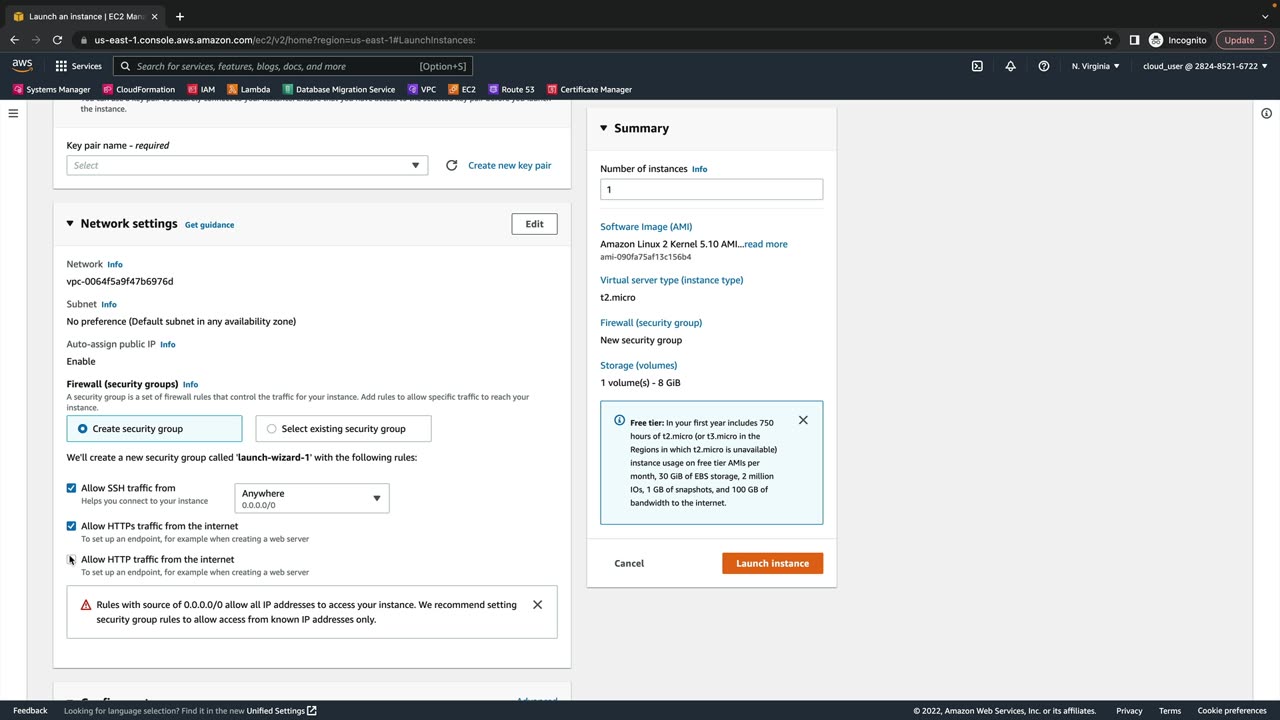 Launch an instance | EC2 Man
us-east-1.console.aws.amazon.com/ec2/v2/home?region=us-east-1#LaunchInstances:
Incognito
Update
aws
Services
Search for services, features, blogs, docs, and more
[Option+S]
N. Virginia
cloud_user @ 2824-8521-6722
Systems Manager
CloudFormation
IAM
Lambda
Database Migration Service
VPC
EC2
Route 53
Certificate Manager
the instance.
Key pair name - required
Select
Create new key pair
Network settings
Get guidance
Edit
Network Info
vpc-0064f5a9f47b6976d
Subnet Info
No preference (Default subnet in any availability zone)
Auto-assign public IP Info
Enable
Firewall (security groups) Info
A security group is a set of firewall rules that control the traffic for your instance. Add rules to allow specific traffic to reach your
instance.
Create security group
Select existing security group
We'll create a new security group called 'launch-wizard-1' with the following rules:
Allow SSH traffic from
Helps you connect to your instance
Anywhere
0.0.0.0/0
Allow HTTPs traffic from the internet
To set up an endpoint, for example when creating a web server
Allow HTTP traffic from the internet
To set up an endpoint, for example when creating a web server
Rules with source of 0.0.0.0/0 allow all IP addresses to access your instance. We recommend setting
security group rules to allow access from known IP addresses only.
Summary
Number of instances Info
1
Software Image (AMI)
Amazon Linux 2 Kernel 5.10 AMI...read more
ami-090fa75af13c156b4
Virtual server type (instance type)
t2.micro
Firewall (security group)
New security group
Storage (volumes)
1 volume(s) - 8 GiB
Free tier: In your first year includes 750
hours of t2.micro (or t3.micro in the
Regions in which t2.micro is unavailable)
instance usage on free tier AMIs per
month, 30 GiB of EBS storage, 2 million
IOs, 1 GB of snapshots, and 100 GB of
bandwidth to the internet.
Cancel
Launch instance
Feedback
Looking for language selection? Find it in the new Unified Settings
© 2022, Amazon Web Services, Inc. or its affiliates.
Privacy
Terms
Cookie preferences